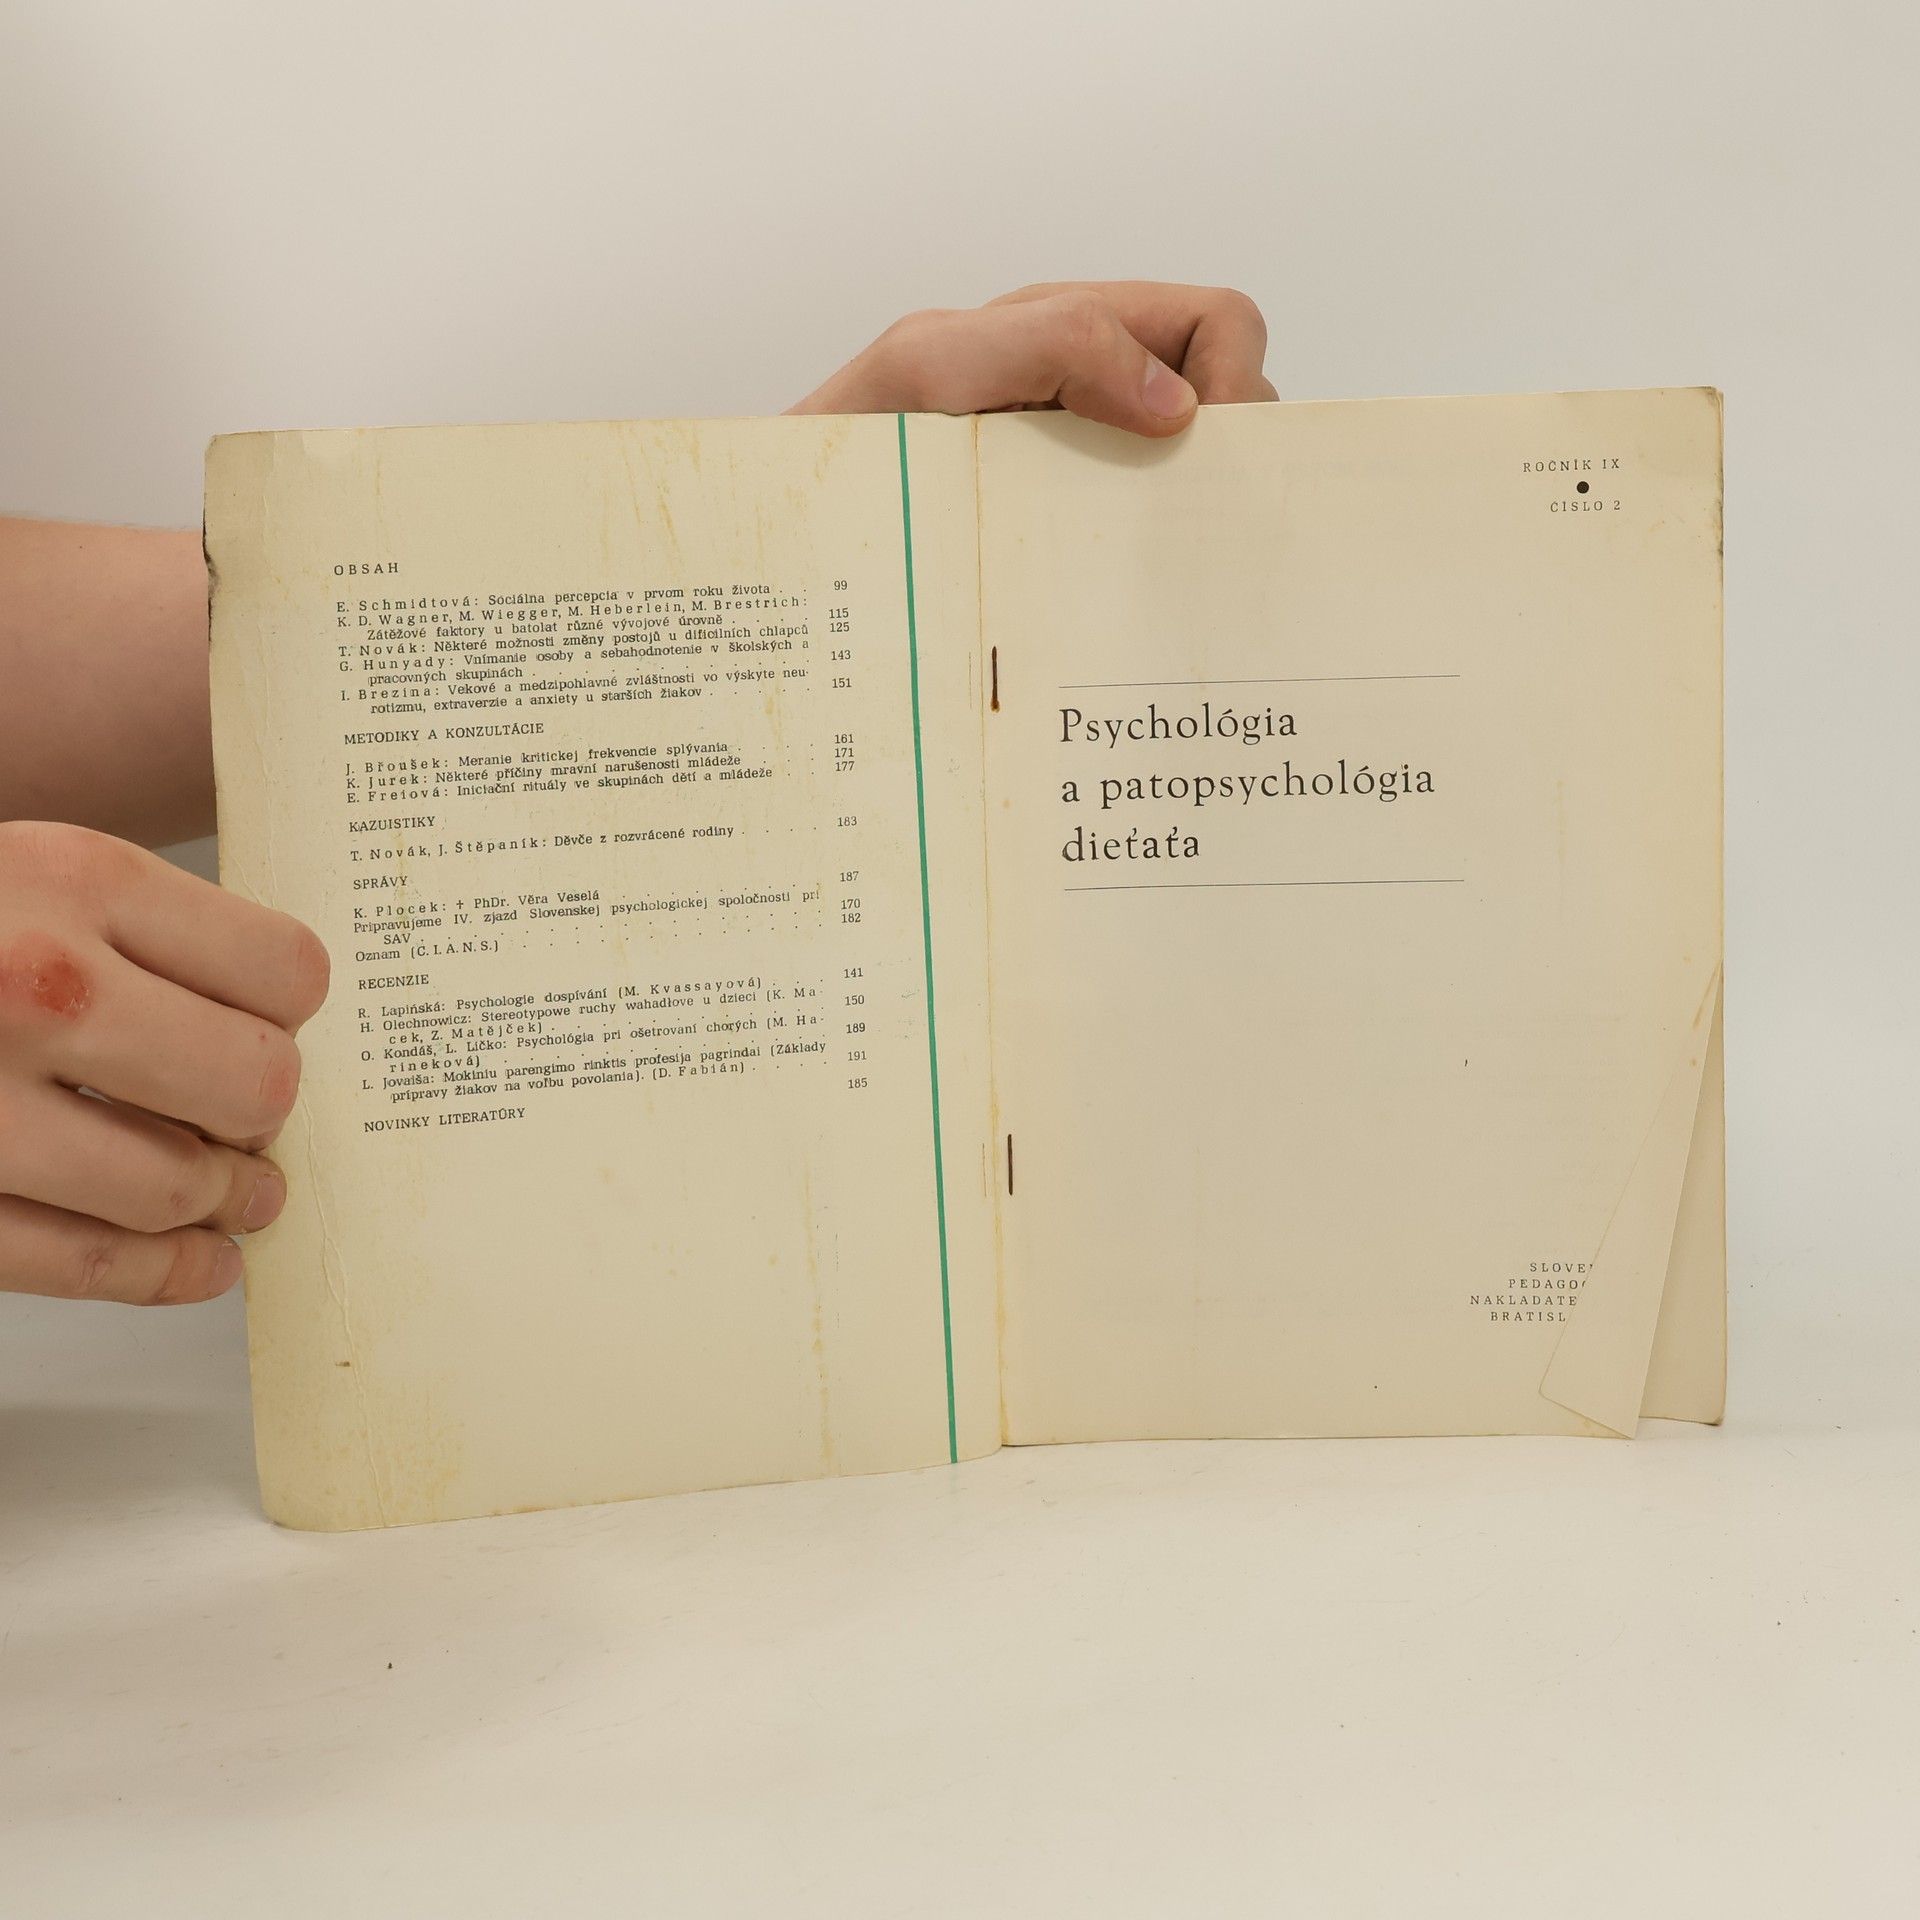 OBSAH
E. Schmidtová: Sociálna percepcia v prvom roku života . . 99
K. D. Wagner, M. Wiegger, M. Heberlein, M. Brestrich:
Zátěžové faktory u batolat různé vývojové úrovně . . . . 115
T. Novák: Některé možnosti změny postojů u dificilních chlapců 125
G. Hunyady: Vnímanie osoby a sebahodnotenie v školských a
pracovných skupinách . . . . . . . . . . 143
I. Brezina: Vekové a medzipohlavné zvláštnosti vo výskyte neu-
rotizmu, extraverzie a anxiety u starších žiakov . . . . . 151
METODIKY A KONZULTÁCIE
J. Břoušek: Meranie kritickej frekvencie splývania . . . . 161
K. Jurek: Některé příčiny mravní narušenosti mládeže . . . 171
E. Freiová: Iniciační rituály ve skupinách dětí a mládeže . . 177
KAZUISTIKY
T. Novák, J. Štěpaník: Děvče z rozvrácené rodiny . . . . 183
SPRÁVY
K. Plocek: + PhDr. Věra Veselá . . . . . . . 187
Pripravujeme IV. zjazd Slovenskej psychologickej spoločnosti pri
SAV . . . . . . . . . . . . . . 170
Oznam (C. I. A. N. S.) . . . . . . . . . . . 182
RECENZIE
R. Lapińská: Psychologie dospívání (M. Kvassayová) . . . 141
H. Olechnowicz: Stereotypowe ruchy wahadłowe u dzieci (K. Ma-
cek, Z. Matějček) . . . . . . . . . . 150
O. Kondáš, L. Ličko: Psychológia pri ošetrovaní chorých (M. Ha-
rineková) . . . . . . . . . . . . 189
L. Jovaiša: Mokiniu parengimo rinktis profesija pagrindai (Základy
prípravy žiakov na voľbu povolania). (D. Fabián) . . . . 191
NOVINKY LITERATÚRY 185
ROČNÍK IX
●
ČÍSLO 2
Psychológia
a patopsychológia
dieťaťa
SLOVE
PEDAGO
NAKLADATE
BRATISL